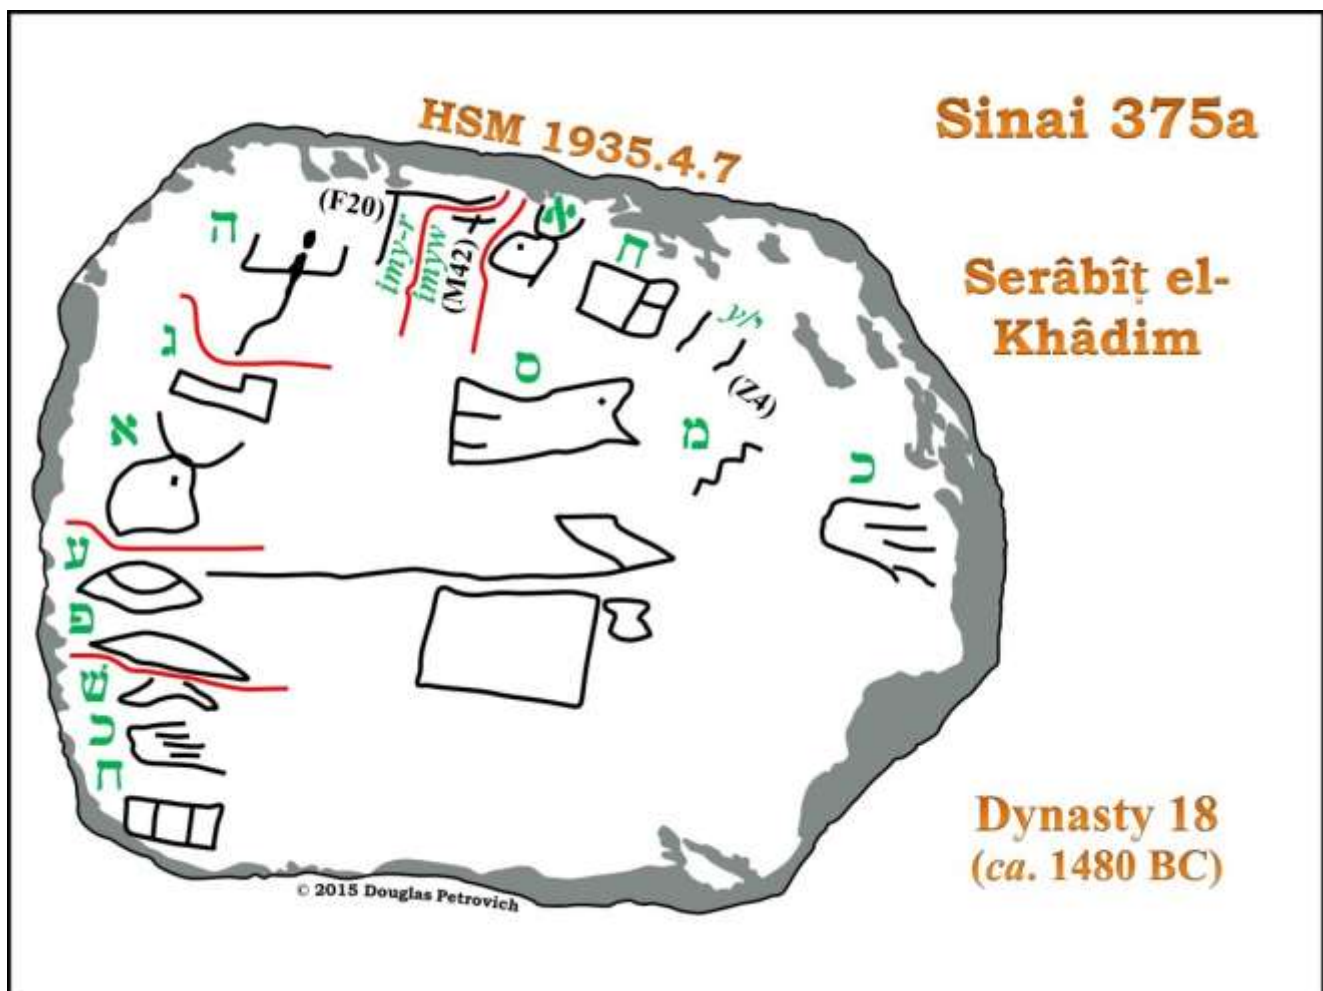 Sinai 375a
HSM 1935.4.7
Serâbîṭ el-
Khâdim
(F20)
imy-r
imyw
(M42)
א
ח
y/י
(Z4)
ס
מ
כ
ה
ג
א
ע
פ
שׁ
כ
ח
Dynasty 18
(ca. 1480 BC)
© 2015 Douglas Petrovich